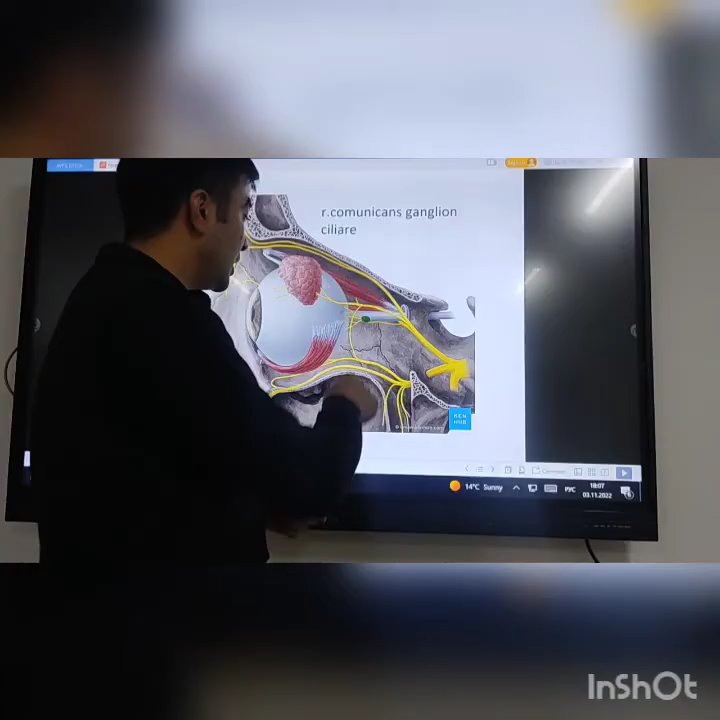 r.comunicans ganglion
ciliare
KEN
HUB
14°C Sunny
РУС
18:07
03.11.2022
InShOt